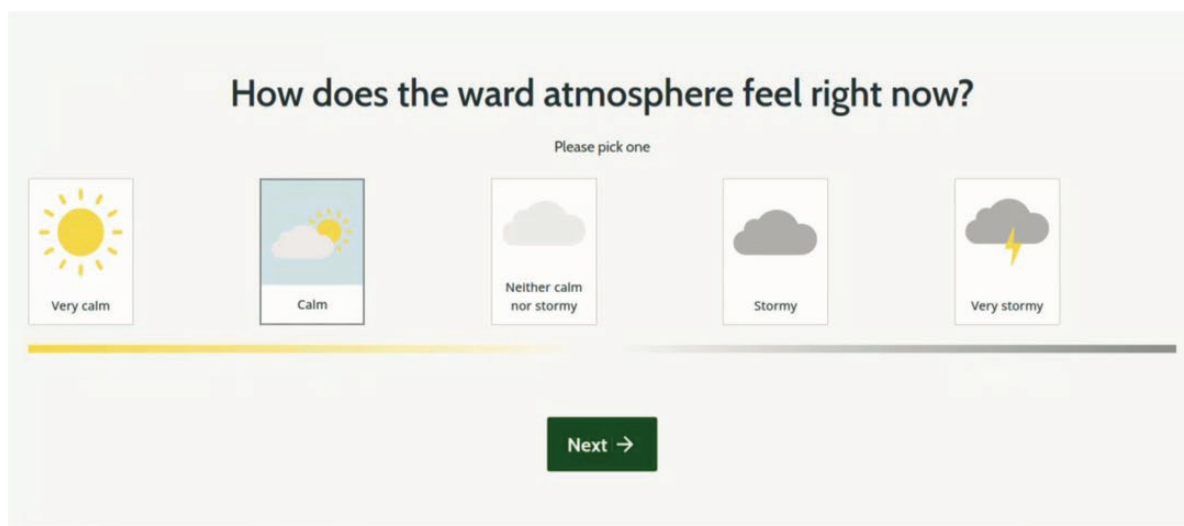 How does the ward atmosphere feel right now?
Please pick one
Very calm
Calm
Neither calm
nor stormy
Stormy
Very stormy
Next →